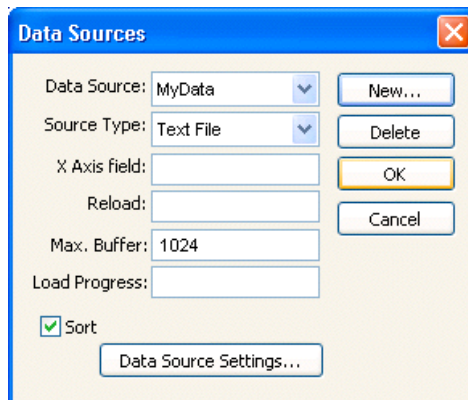 Data Sources
Data Source: MyData New...
Source Type: Text File Delete
X Axis field: OK
Reload: Cancel
Max. Buffer: 1024
Load Progress:
Sort
Data Source Settings...